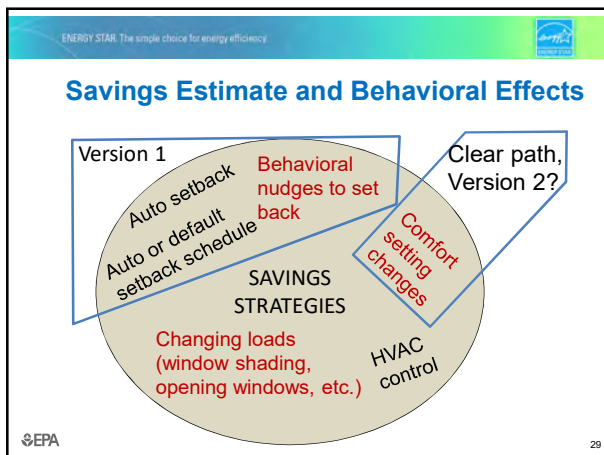 ENERGY STAR. The simple choice for energy efficiency.
ENERGY STAR
Savings Estimate and Behavioral Effects
Version 1
Auto setback
Behavioral
nudges to set
back
Auto or default
setback schedule
Clear path,
Version 2?
Comfort
setting
changes
SAVINGS
STRATEGIES
Changing loads
(window shading,
opening windows, etc.)
HVAC
control
EPA
29